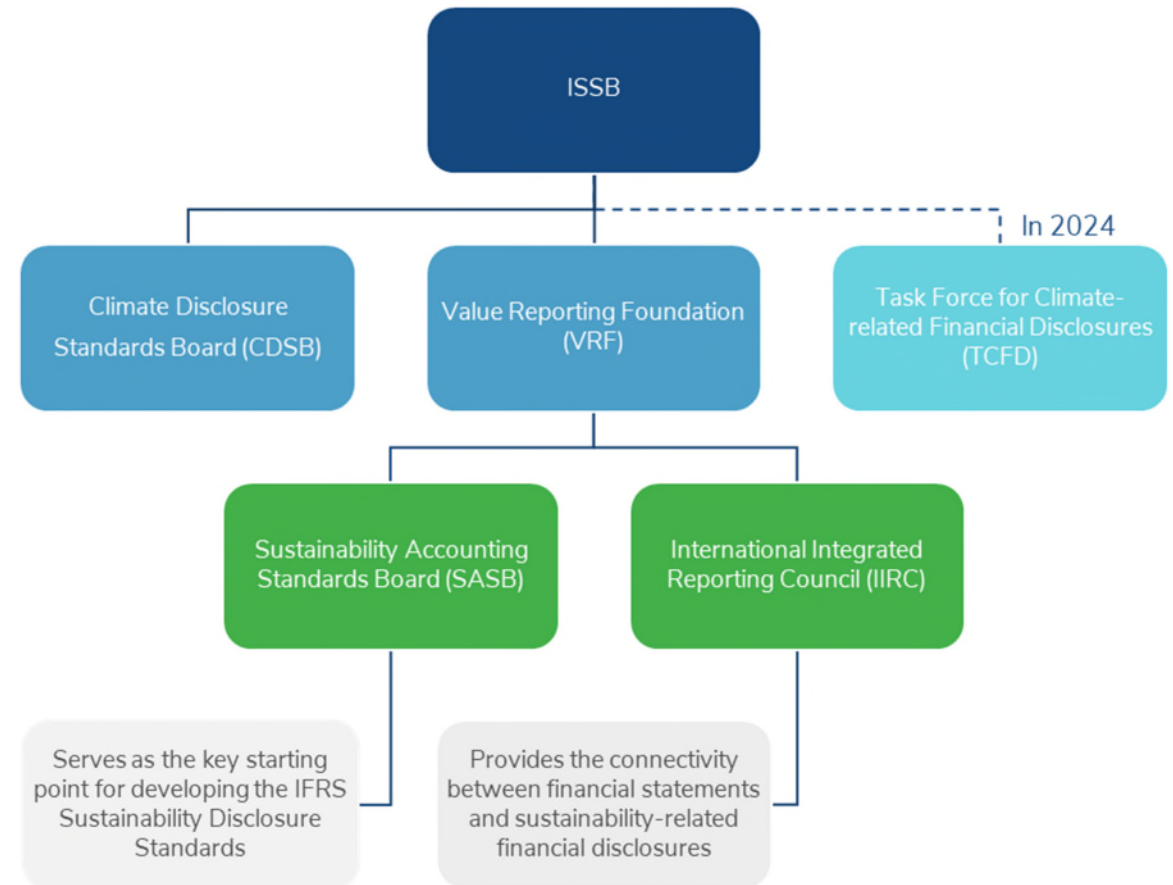 ISSB
In 2024
Climate Disclosure
Standards Board (CDSB)
Value Reporting Foundation
(VRF)
Task Force for Climate-
related Financial Disclosures
(TCFD)
Sustainability Accounting
Standards Board (SASB)
International Integrated
Reporting Council (IIRC)
Serves as the key starting
point for developing the IFRS
Sustainability Disclosure
Standards
Provides the connectivity
between financial statements
and sustainability-related
financial disclosures